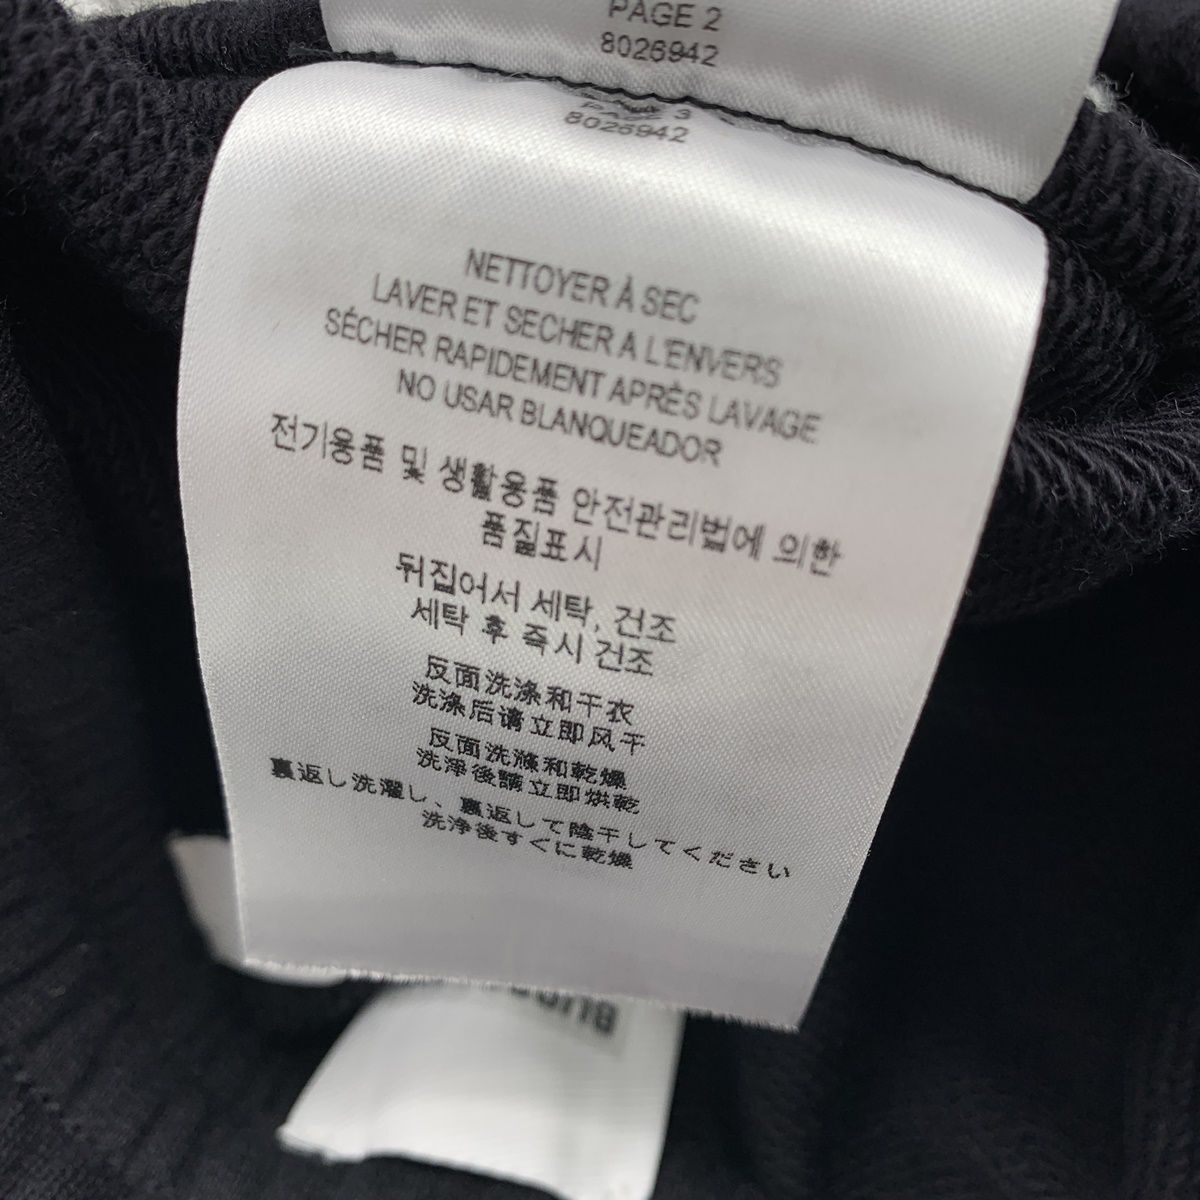 PAGE 2
8026942
PAGE 3
8026942
NETTOYER À SEC
LAVER ET SECHER A L'ENVERS
SÉCHER RAPIDEMENT APRÈS LAVAGE
NO USAR BLANQUEADOR
전기용품 및 생활용품 안전관리법에 의한
품질표시
뒤집어서 세탁, 건조
세탁 후 즉시 건조
反面洗涤和干衣
洗涤后请立即风干
反面洗滌和乾燥
洗淨後請立即烘乾
裏返し洗濯し、裏返して陰干してください
洗浄後すぐに乾燥